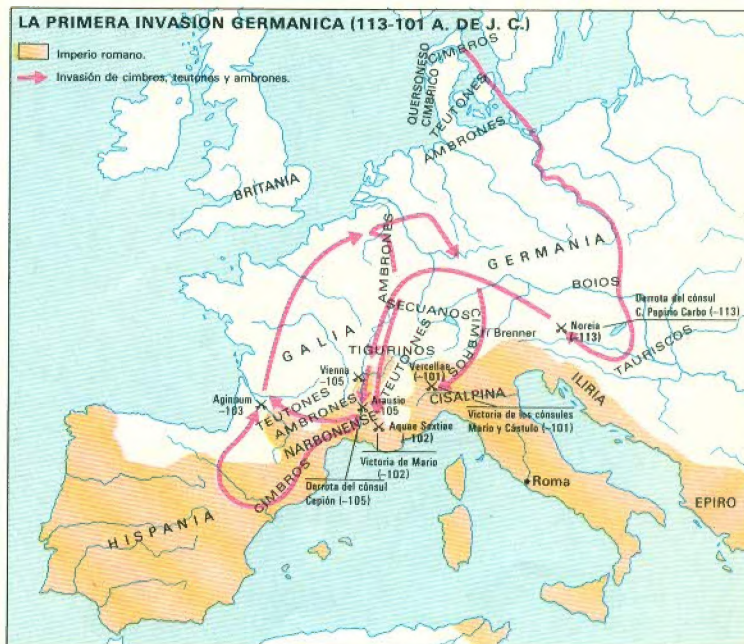 LA PRIMERA INVASION GERMANICA (113-101 A. DE J. C.)
Imperio romano.
Invasión de cimbros, teutones y ambrones.
QUERSONESO
CIMBRICO
CIMBROS
TEUTONES
AMBRONES
BRITANIA
GERMANIA
AMBRONES
BOIOS
SECUANOS
Derrota del cónsul
C. Papirio Carbo (-113)
Noreia
(-113)
TAURISCOS
GALIA
TIGURINOS
TEUTONES
CIMBROS
Brenner
Vienna
-105
Vercellae
(-101)
ILIRIA
Aginnum
-103
TEUTONES
AMBRONES
Arausio
-105
CISALPINA
NARBONENSE
Aquae Sextiae
(-102)
Victoria de los cónsules
Mario y Cástulo (-101)
Victoria de Mario
(-102)
CIMBROS
Derrota del cónsul
Cepión (-105)
Roma
EPIRO
HISPANIA